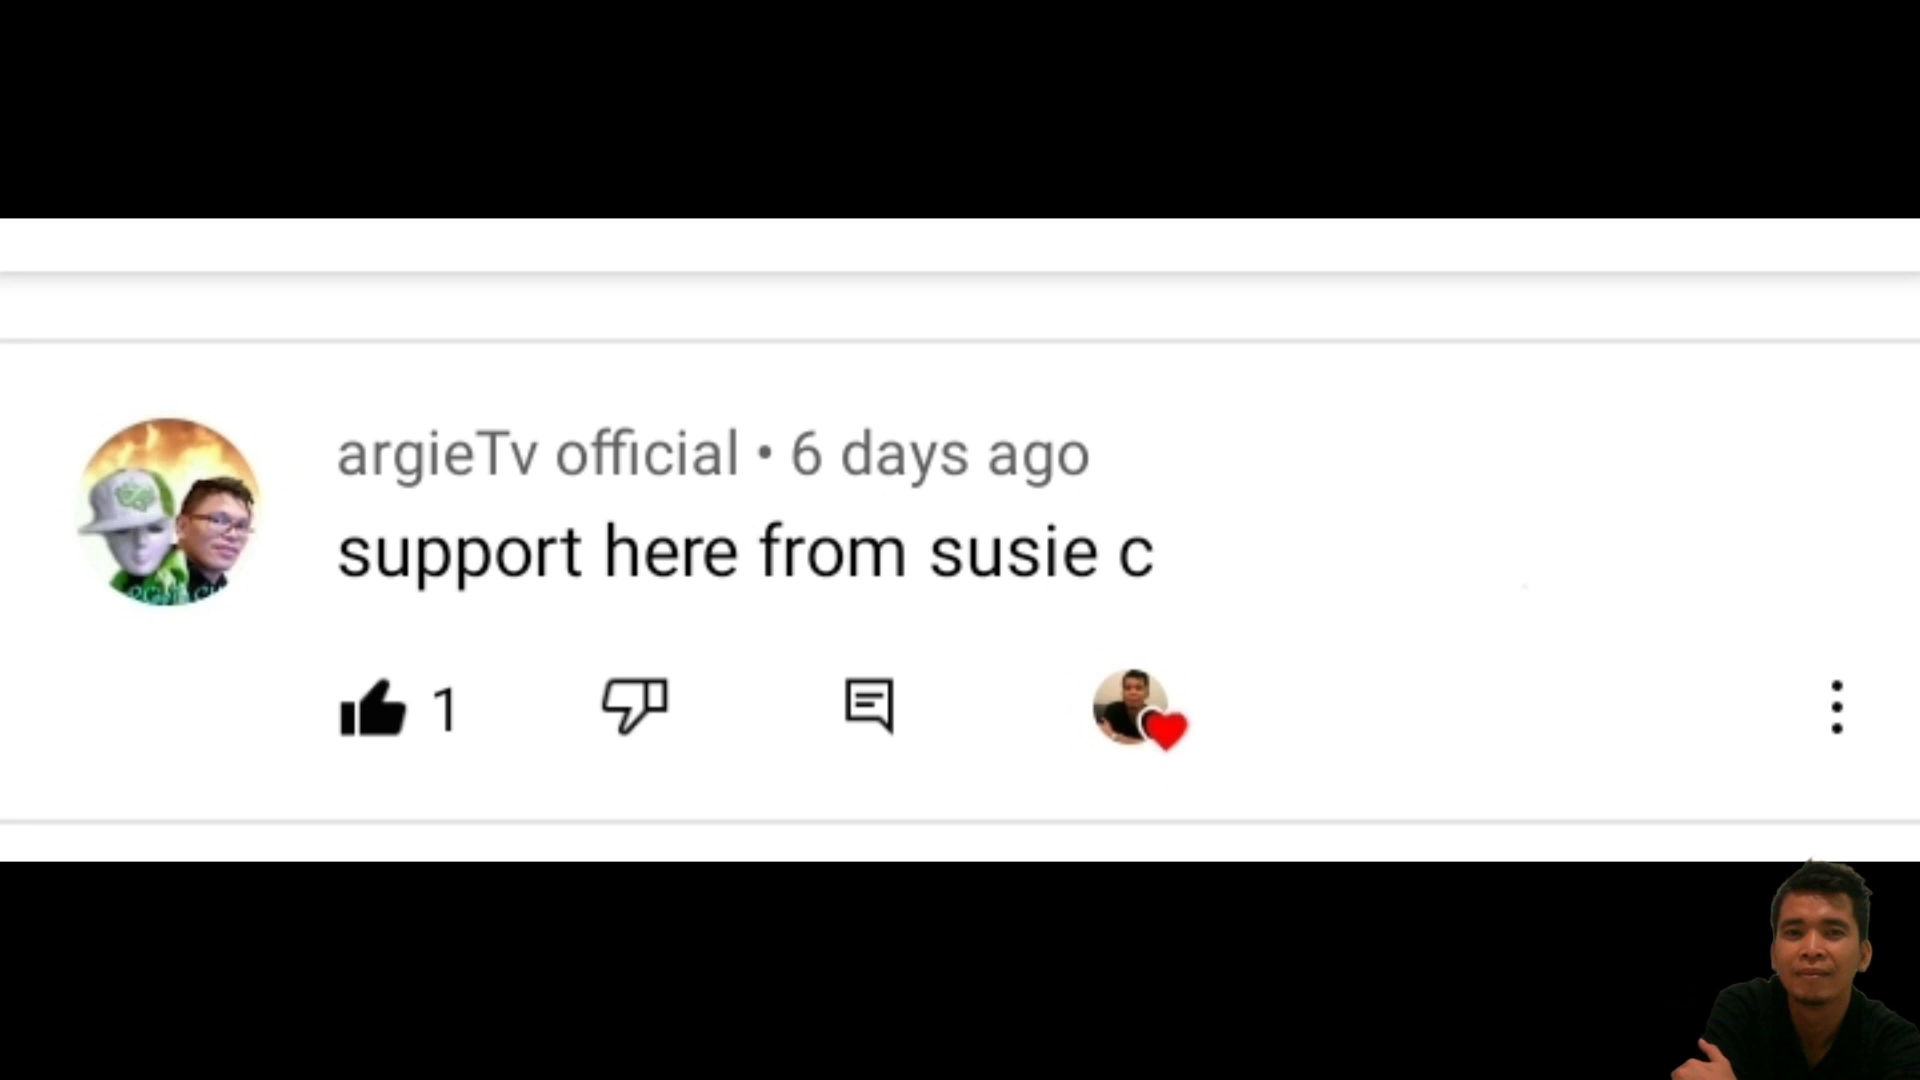 argieTv official • 6 days ago
support here from susie c
1